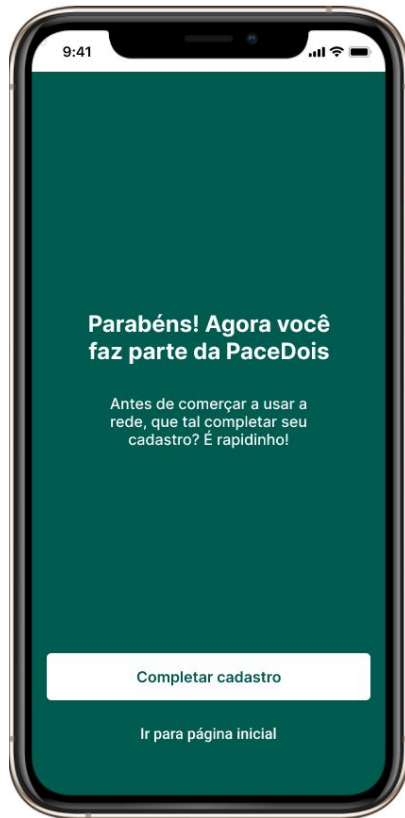 9:41
Parabéns! Agora você
faz parte da PaceDois
Antes de comerçar a usar a
rede, que tal completar seu
cadastro? É rapidinho!
Completar cadastro
Ir para página inicial